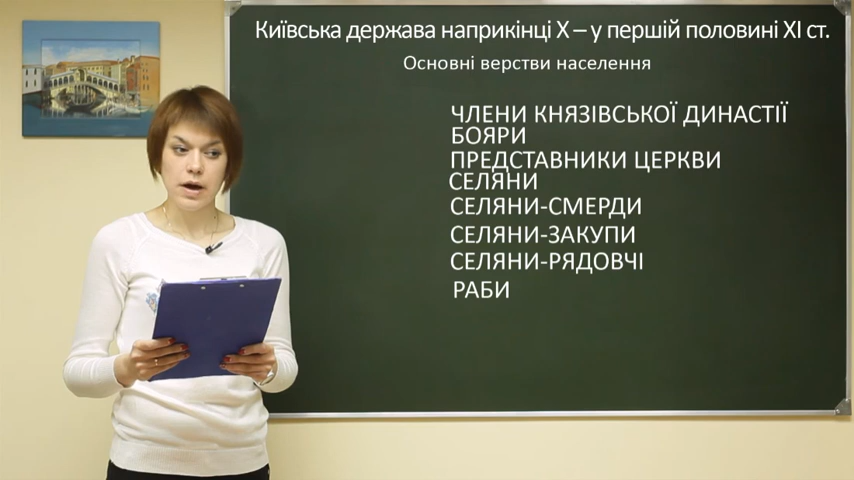 Київська держава наприкінці X – у першій половині XI ст.
Основні верстви населення
ЧЛЕНИ КНЯЗІВСЬКОЇ ДИНАСТІЇ
БОЯРИ
ПРЕДСТАВНИКИ ЦЕРКВИ
СЕЛЯНИ
СЕЛЯНИ-СМЕРДИ
СЕЛЯНИ-ЗАКУПИ
СЕЛЯНИ-РЯДОВЧІ
РАБИ